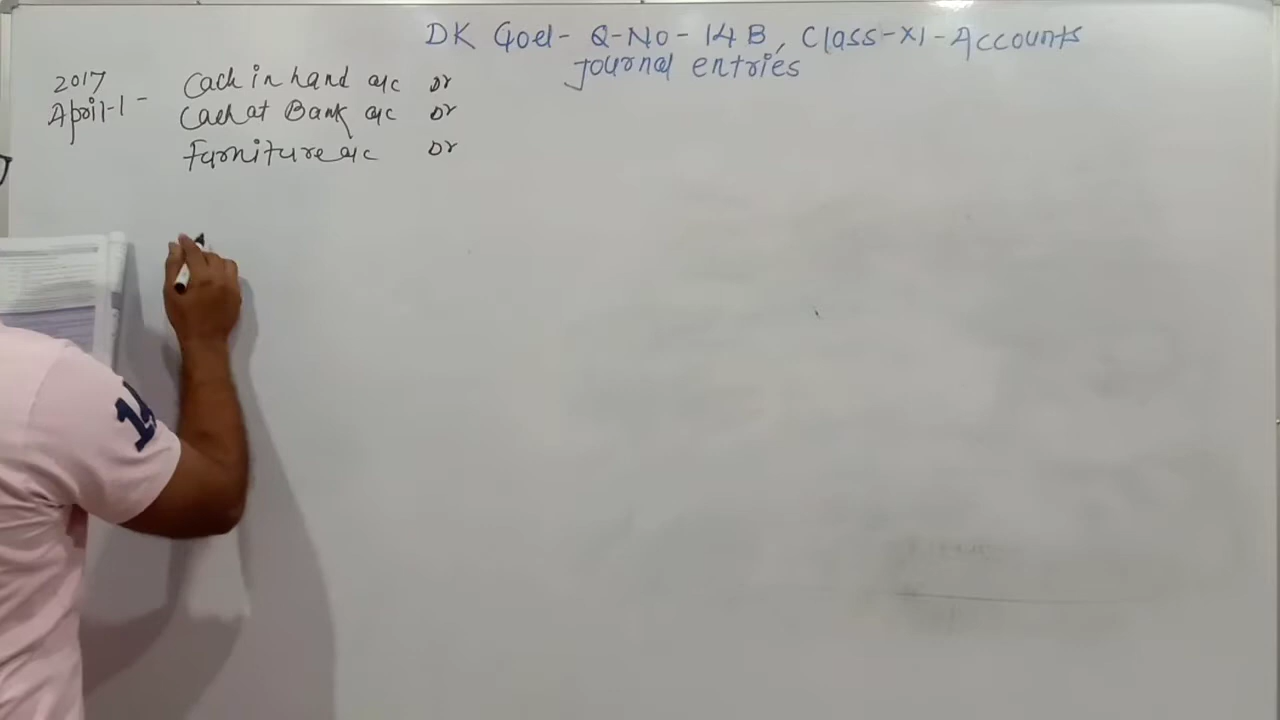 DK Goel- Q-No-14B, Class-XI-Accounts
Journal entries
2017
April-1- Cash in hand a/c Dr
Cash at Bank a/c Dr
Furniture a/c Dr
14